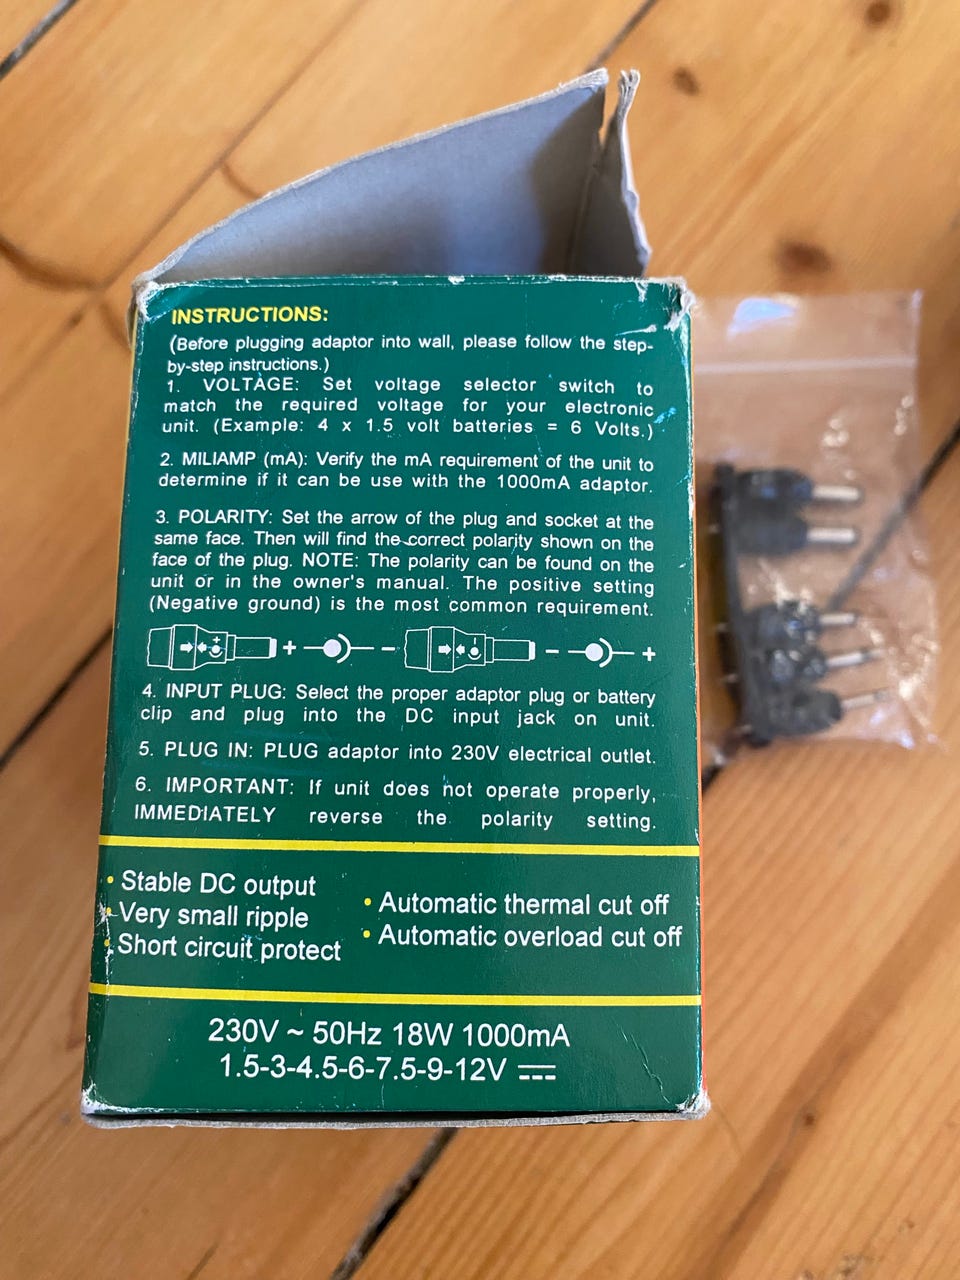 INSTRUCTIONS:
(Before plugging adaptor into wall, please follow the step-
by-step instructions.)
1. VOLTAGE: Set voltage selector switch to
match the required voltage for your electronic
unit. (Example: 4 x 1.5 volt batteries = 6 Volts.)
2. MILIAMP (mA): Verify the mA requirement of the unit to
determine if it can be use with the 1000mA adaptor.
3. POLARITY: Set the arrow of the plug and socket at the
same face. Then will find the correct polarity shown on the
face of the plug. NOTE: The polarity can be found on the
unit or in the owner's manual. The positive setting
(Negative ground) is the most common requirement.
+ − − +
4. INPUT PLUG: Select the proper adaptor plug or battery
clip and plug into the DC input jack on unit.
5. PLUG IN: PLUG adaptor into 230V electrical outlet.
6. IMPORTANT: If unit does not operate properly,
IMMEDIATELY reverse the polarity setting.
• Stable DC output
• Very small ripple
• Short circuit protect
• Automatic thermal cut off
• Automatic overload cut off
230V ~ 50Hz 18W 1000mA
1.5-3-4.5-6-7.5-9-12V ⎓